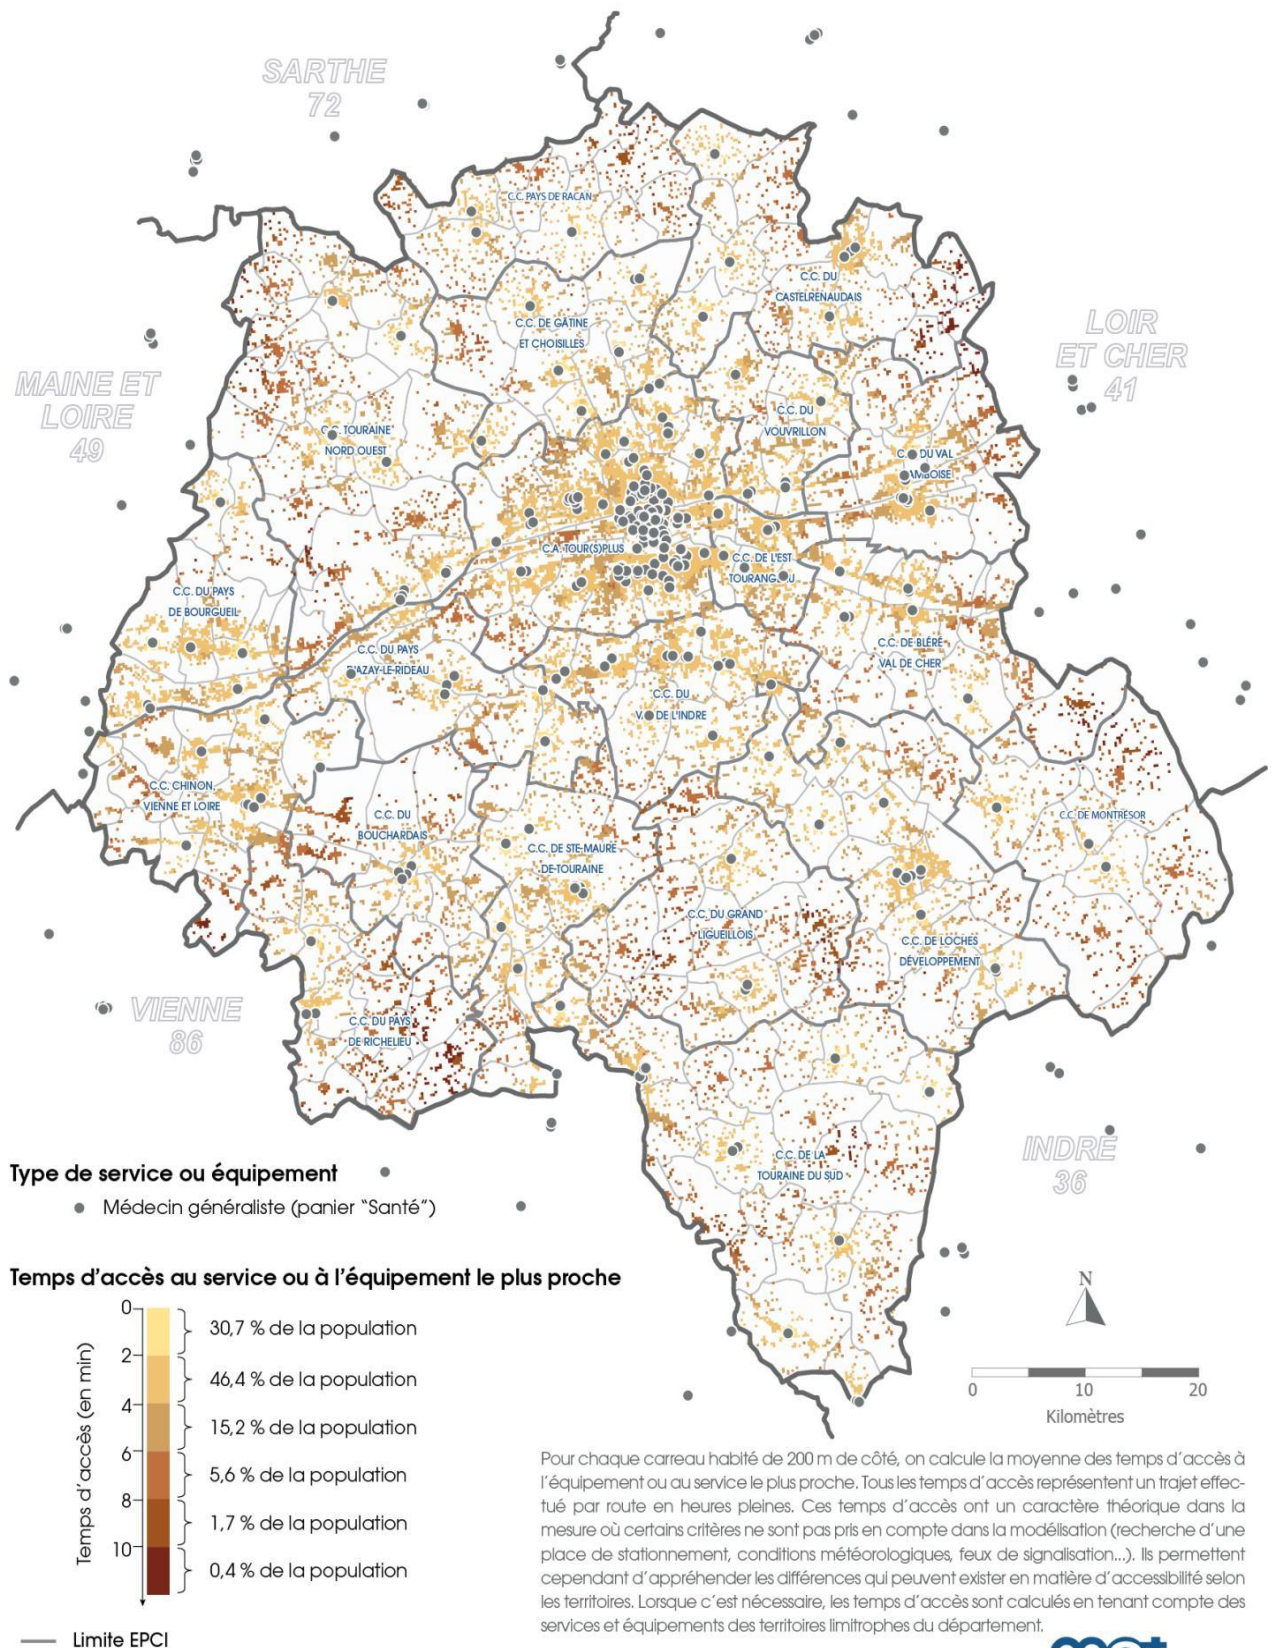 SARTHE
72
C.C. PAYS DE RACAN
C.C. DU
CASTELRENAUDAIS
LOIR
ET CHER
41
C.C. DE GÂTINE
ET CHOISILLES
MAINE ET
LOIRE
49
C.C. DU
VOUVRILLON
TOURAINE
NORD OUEST
DU VAL
C.A. TOUR(S)PLUS
C.C. DE L'EST
C.C. DU PAYS
DE BOURGUEIL
C.C. DU PAYS
D'AZAY-LE-RIDEAU
C.C. DE BLÉRÉ
VAL DE CHER
C.C. DU
DE L'INDRE
C.C. CHINON,
VIENNE ET LOIRE
C.C. DU
BOUCHARDAIS
C.C. DE MONTRÉSOR
C.C. DE STE-MAURE
DE-TOURAINE
C.C. DU GRAND
LIGUEILLOIS
C.C. DE LOCHES
DÉVELOPPEMENT
VIENNE
86
C.C. DU PAYS
DE RICHELIEU
C.C. DE LA
TOURAINE DU SUD
INDRE
36
Type de service ou équipement
Médecin généraliste (panier “Santé”)
Temps d’accès au service ou à l’équipement le plus proche
Temps d’accès (en min)
0
30,7 % de la population
2
46,4 % de la population
4
15,2 % de la population
6
5,6 % de la population
8
1,7 % de la population
10
0,4 % de la population
Limite EPCI
N
0 10 20
Kilomètres
Pour chaque carreau habité de 200 m de côté, on calcule la moyenne des temps d’accès à
l’équipement ou au service le plus proche. Tous les temps d’accès représentent un trajet effec-
tué par route en heures pleines. Ces temps d’accès ont un caractère théorique dans la
mesure où certains critères ne sont pas pris en compte dans la modélisation (recherche d’une
place de stationnement, conditions météorologiques, feux de signalisation...). Ils permettent
cependant d’appréhender les différences qui peuvent exister en matière d’accessibilité selon
les territoires. Lorsque c’est nécessaire, les temps d’accès sont calculés en tenant compte des
services et équipements des territoires limitrophes du département.